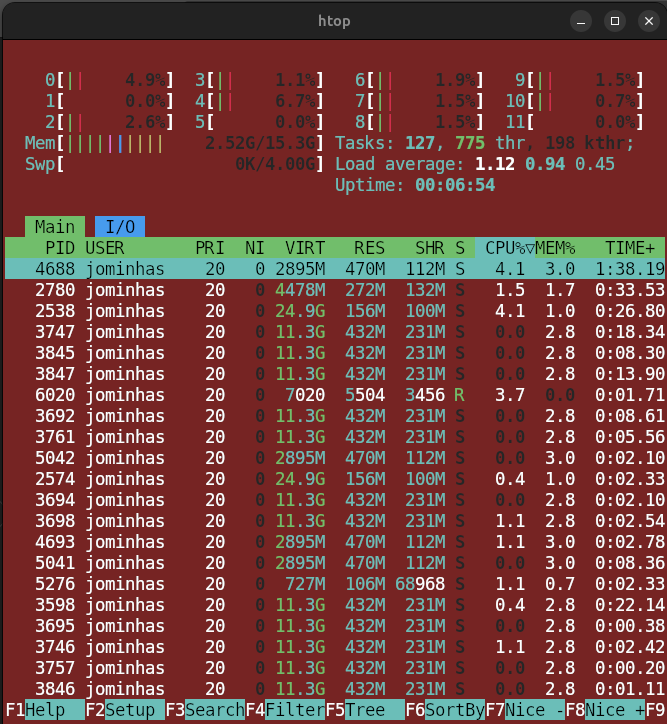 htop
0[|| 4.9%] 3[|| 1.1%] 6[|| 1.9%] 9[|| 1.5%]
1[ 0.0%] 4[|| 6.7%] 7[|| 1.5%] 10[|| 0.7%]
2[|| 2.6%] 5[ 0.0%] 8[|| 1.5%] 11[ 0.0%]
Mem[|||||||||| 2.52G/15.3G] Tasks: 127, 775 thr, 198 kthr;
Swp[ 0K/4.00G] Load average: 1.12 0.94 0.45
Uptime: 00:06:54
Main I/O
PID USER PRI NI VIRT RES SHR S CPU%▽MEM% TIME+
4688 jominhas 20 0 2895M 470M 112M S 4.1 3.0 1:38.19
2780 jominhas 20 0 4478M 272M 132M S 1.5 1.7 0:33.53
2538 jominhas 20 0 24.9G 156M 100M S 4.1 1.0 0:26.80
3747 jominhas 20 0 11.3G 432M 231M S 0.0 2.8 0:18.34
3845 jominhas 20 0 11.3G 432M 231M S 0.0 2.8 0:08.30
3847 jominhas 20 0 11.3G 432M 231M S 0.0 2.8 0:13.90
6020 jominhas 20 0 7020 5504 3456 R 3.7 0.0 0:01.71
3692 jominhas 20 0 11.3G 432M 231M S 0.0 2.8 0:08.61
3761 jominhas 20 0 11.3G 432M 231M S 0.0 2.8 0:05.56
5042 jominhas 20 0 2895M 470M 112M S 0.0 3.0 0:02.10
2574 jominhas 20 0 24.9G 156M 100M S 0.4 1.0 0:02.33
3694 jominhas 20 0 11.3G 432M 231M S 0.0 2.8 0:02.10
3698 jominhas 20 0 11.3G 432M 231M S 1.1 2.8 0:02.54
4693 jominhas 20 0 2895M 470M 112M S 1.1 3.0 0:02.78
5041 jominhas 20 0 2895M 470M 112M S 0.0 3.0 0:08.36
5276 jominhas 20 0 727M 106M 68968 S 1.1 0.7 0:02.33
3598 jominhas 20 0 11.3G 432M 231M S 0.4 2.8 0:22.14
3695 jominhas 20 0 11.3G 432M 231M S 0.0 2.8 0:00.38
3746 jominhas 20 0 11.3G 432M 231M S 1.1 2.8 0:02.42
3757 jominhas 20 0 11.3G 432M 231M S 0.0 2.8 0:00.20
3846 jominhas 20 0 11.3G 432M 231M S 0.0 2.8 0:01.11
F1Help F2Setup F3SearchF4FilterF5Tree F6SortByF7Nice -F8Nice +F9